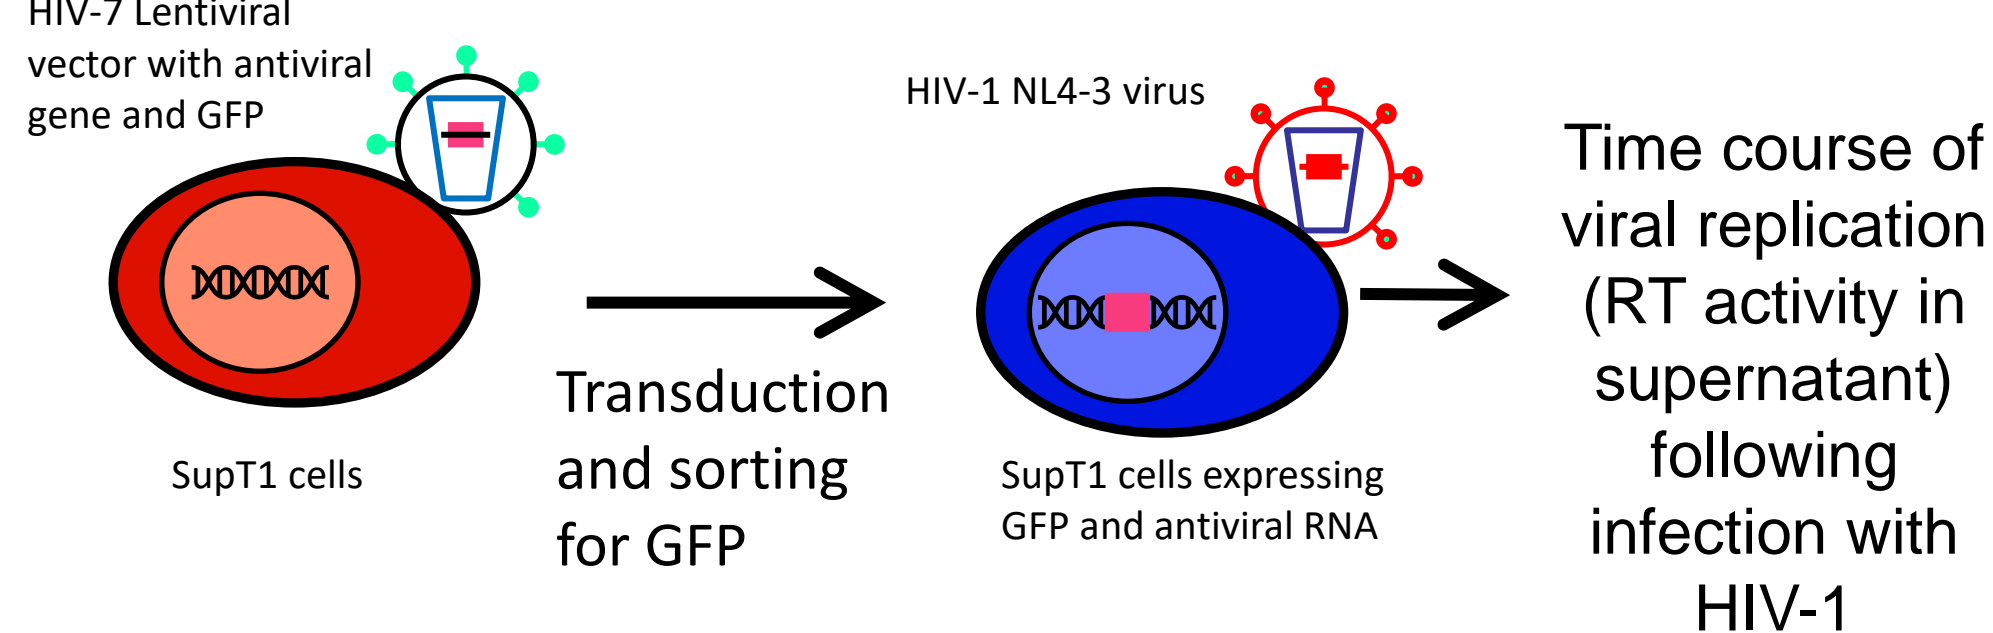 HIV-7 Lentiviral
vector with antiviral
gene and GFP
SupT1 cells
Transduction
and sorting
for GFP
HIV-1 NL4-3 virus
SupT1 cells expressing
GFP and antiviral RNA
Time course of
viral replication
(RT activity in
supernatant)
following
infection with
HIV-1